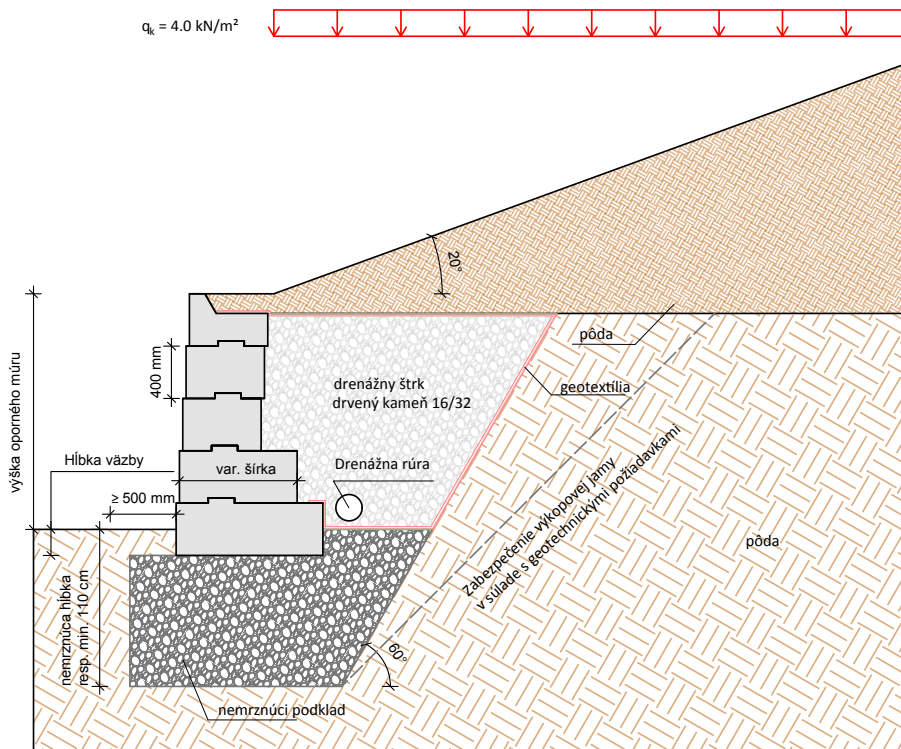 qk = 4.0 kN/m²
20°
výška oporného múru
400 mm
drenážny štrk
drvený kameň 16/32
pôda
geotextília
Hĺbka väzby
var. šírka
Drenážna rúra
≥ 500 mm
Zabezpečenie výkopovej jamy
v súlade s geotechnickými požiadavkami
pôda
nemrznúca hĺbka
resp. min. 110 cm
60°
nemrznúci podklad